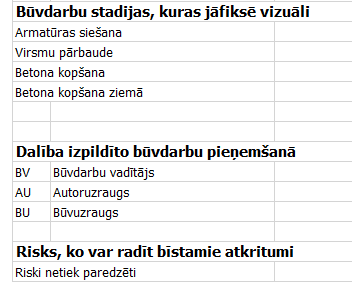 Būvdarbu stadijas, kuras jāfiksē vizuāli
Armatūras siešana
Virsmu pārbaude
Betona kopšana
Betona kopšana ziemā
Dalība izpildīto būvdarbu pieņemšanā
BV Būvdarbu vadītājs
AU Autoruzraugs
BU Būvuzraugs
Risks, ko var radīt bīstamie atkritumi
Riski netiek paredzēti